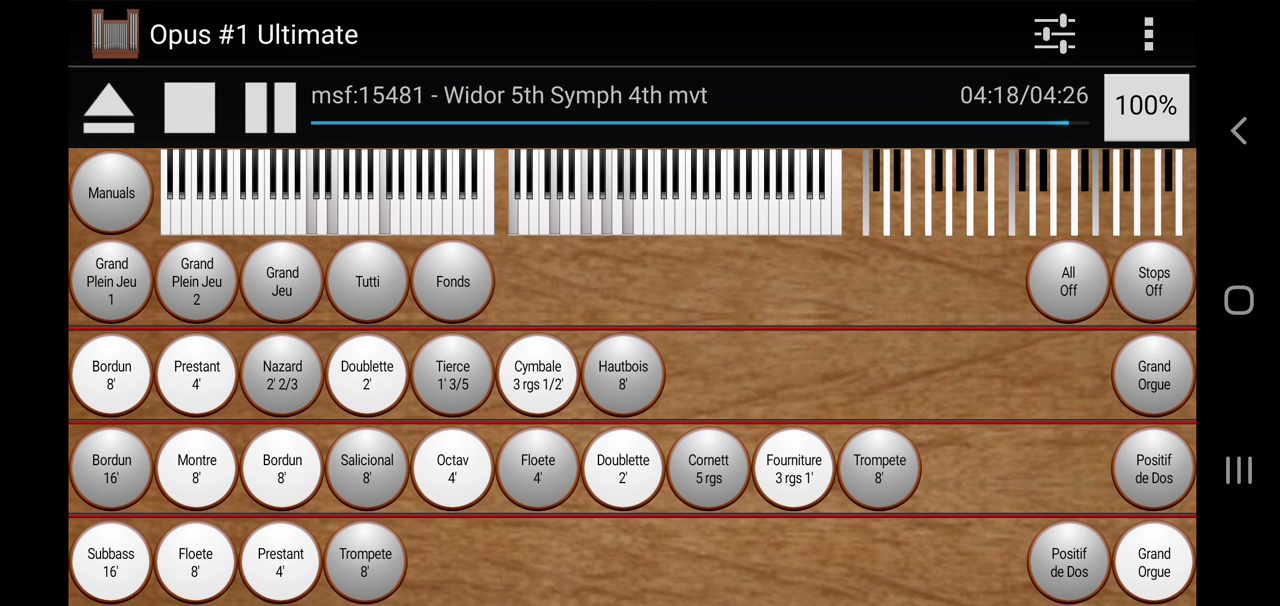 Opus #1 Ultimate
msf:15481 - Widor 5th Symph 4th mvt
04:18/04:26
100%
Manuals
Grand
Plein Jeu
1
Grand
Plein Jeu
2
Grand
Jeu
Tutti
Fonds
All
Off
Stops
Off
Bordun
8'
Prestant
4'
Nazard
2' 2/3
Doublette
2'
Tierce
1' 3/5
Cymbale
3 rgs 1/2'
Hautbois
8'
Grand
Orgue
Bordun
16'
Montre
8'
Bordun
8'
Salicional
8'
Octav
4'
Floete
4'
Doublette
2'
Cornett
5 rgs
Fourniture
3 rgs 1'
Trompete
8'
Positif
de Dos
Subbass
16'
Floete
8'
Prestant
4'
Trompete
8'
Positif
de Dos
Grand
Orgue